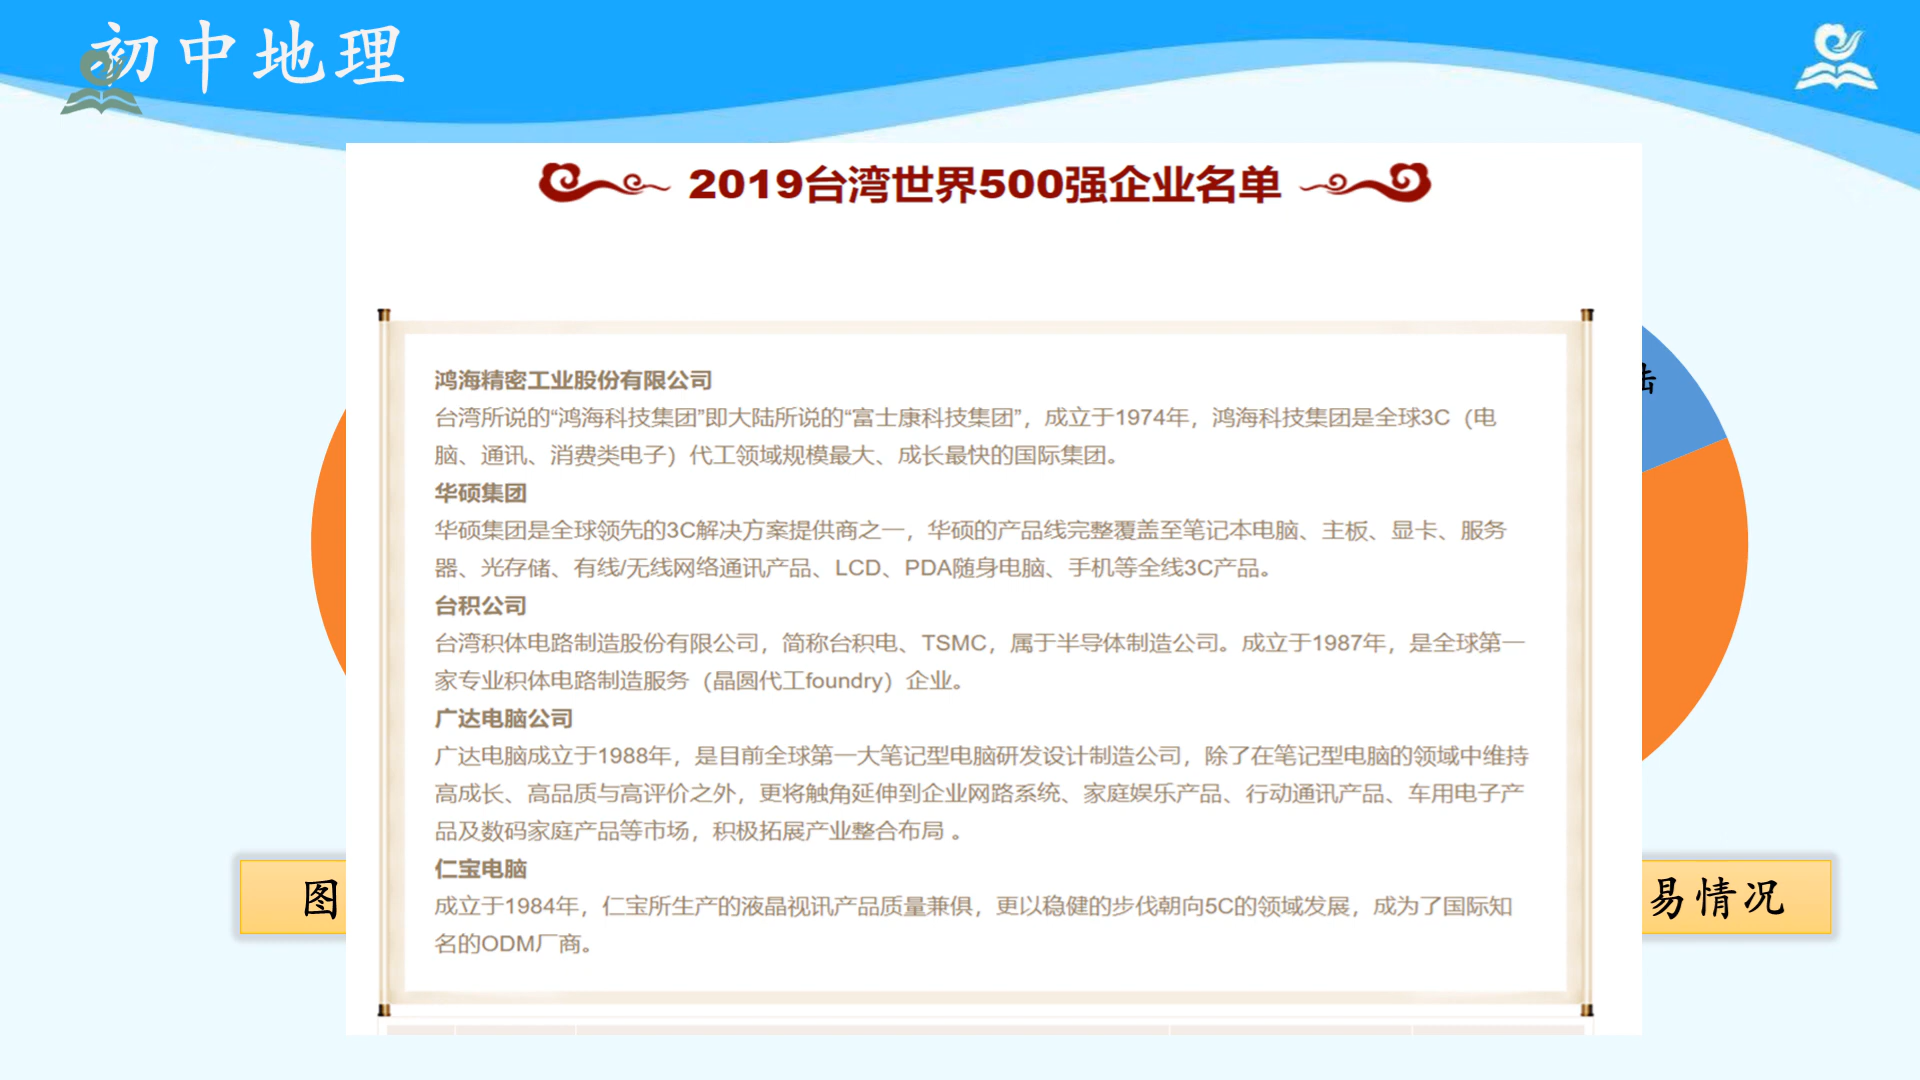 初中地理
2019台湾世界500强企业名单
鸿海精密工业股份有限公司
台湾所说的“鸿海科技集团”即大陆所说的“富士康科技集团”，成立于1974年，鸿海科技集团是全球3C（电
脑、通讯、消费类电子）代工领域规模最大、成长最快的国际集团。
华硕集团
华硕集团是全球领先的3C解决方案提供商之一，华硕的产品线完整覆盖至笔记本电脑、主板、显卡、服务
器、光存储、有线/无线网络通讯产品、LCD、PDA随身电脑、手机等全线3C产品。
台积公司
台湾积体电路制造股份有限公司，简称台积电、TSMC，属于半导体制造公司。成立于1987年，是全球第一
家专业积体电路制造服务（晶圆代工foundry）企业。
广达电脑公司
广达电脑成立于1988年，是目前全球第一大笔记型电脑研发设计制造公司，除了在笔记型电脑的领域中维持
高成长、高品质与高评价之外，更将触角延伸到企业网路系统、家庭娱乐产品、行动通讯产品、车用电子产
品及数码家庭产品等市场，积极拓展产业整合布局 。
仁宝电脑
成立于1984年，仁宝所生产的液晶视讯产品质量兼俱，更以稳健的步伐朝向5C的领域发展，成为了国际知
名的ODM厂商。
图
易情况